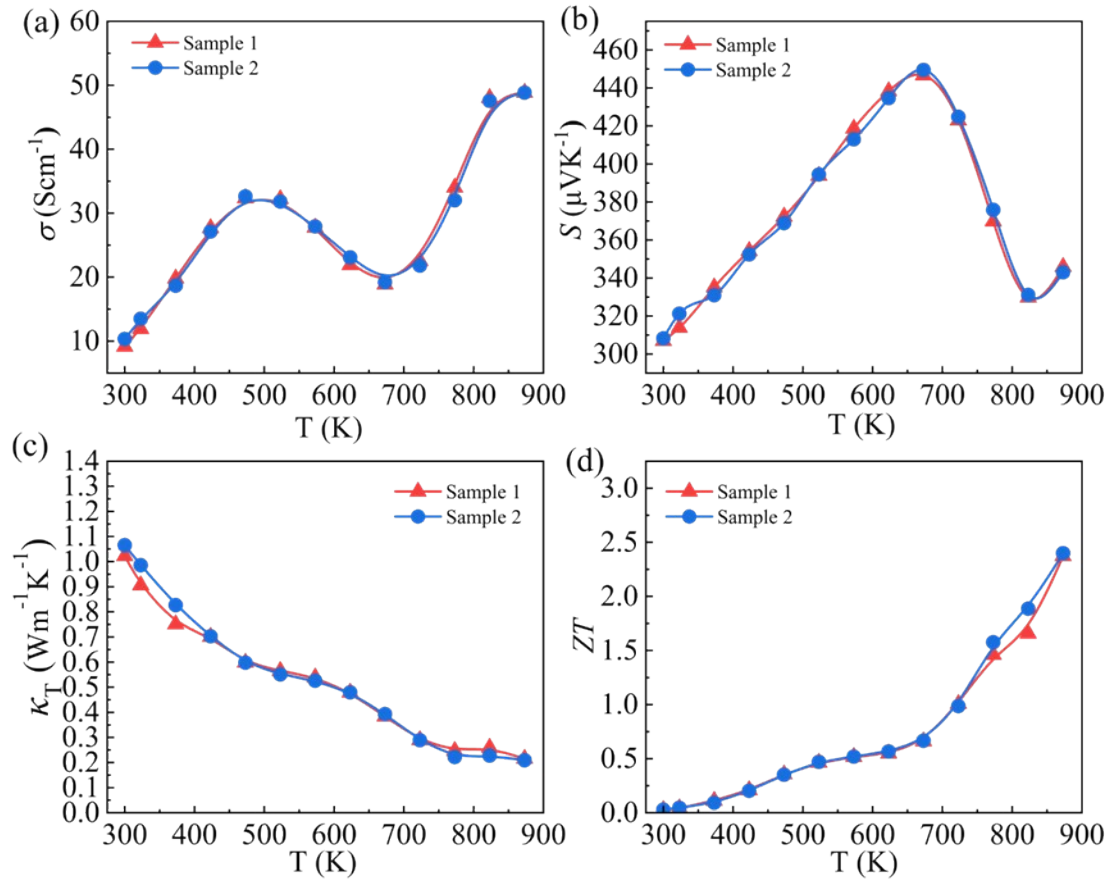 (a)
60
50
40
30
20
10
σ (Scm⁻¹)
Sample 1
Sample 2
300 400 500 600 700 800 900
T (K)
(b)
460
440
420
400
380
360
340
320
300
S (μVK⁻¹)
Sample 1
Sample 2
300 400 500 600 700 800 900
T (K)
(c)
1.4
1.3
1.2
1.1
1.0
0.9
0.8
0.7
0.6
0.5
0.4
0.3
0.2
0.1
0.0
κT (Wm⁻¹K⁻¹)
Sample 1
Sample 2
300 400 500 600 700 800 900
T (K)
(d)
3.0
2.5
2.0
1.5
1.0
0.5
0.0
ZT
Sample 1
Sample 2
300 400 500 600 700 800 900
T (K)